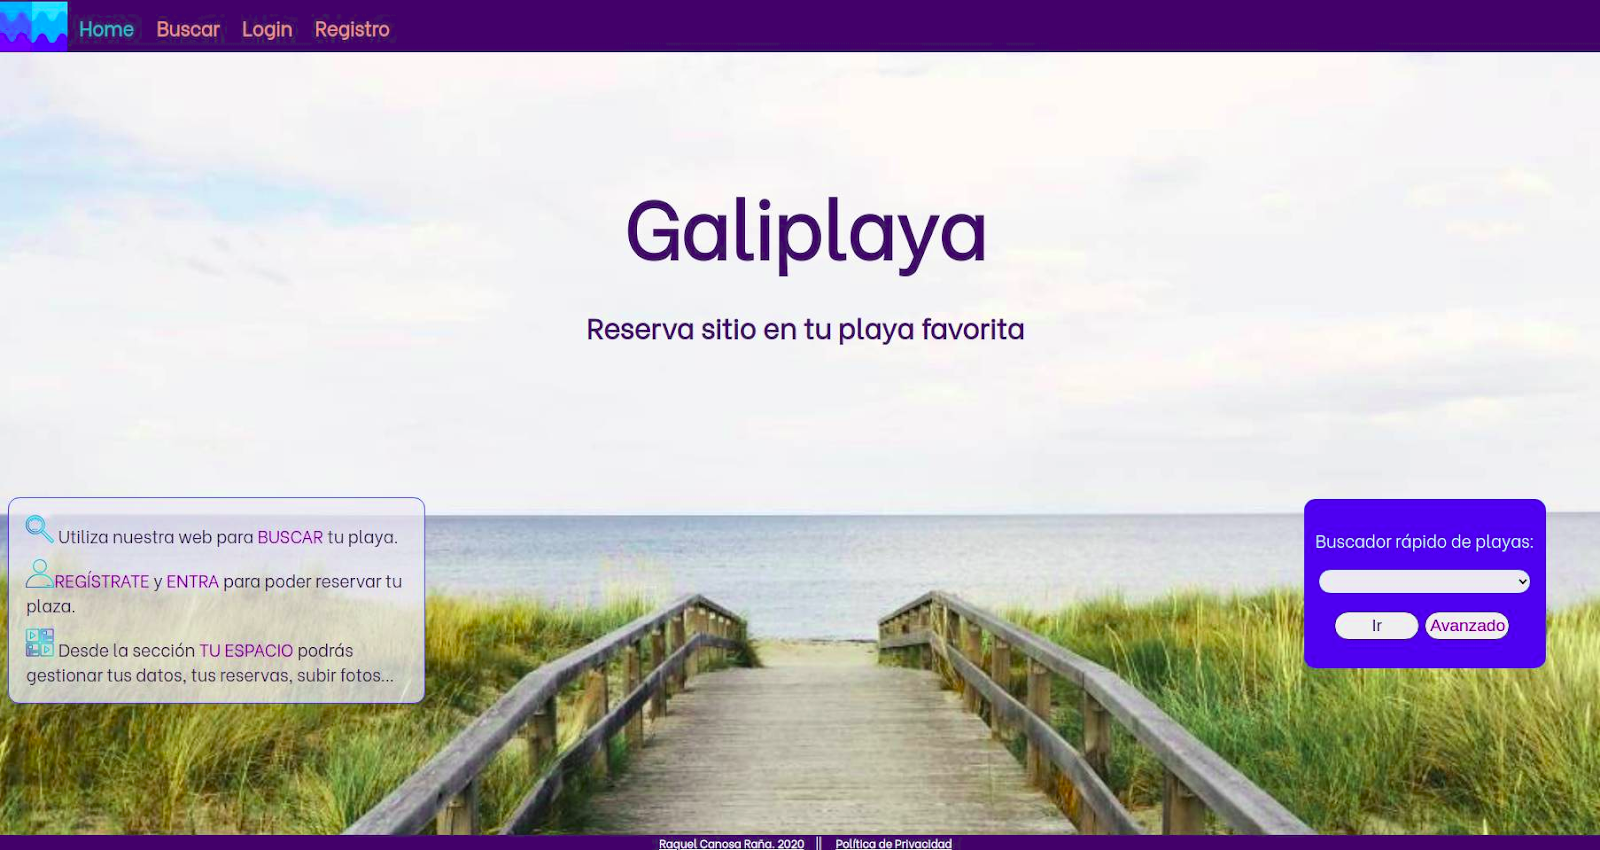 Home Buscar Login Registro
Galiplaya
Reserva sitio en tu playa favorita
Utiliza nuestra web para BUSCAR tu playa.
REGÍSTRATE y ENTRA para poder reservar tu
plaza.
Desde la sección TU ESPACIO podrás
gestionar tus datos, tus reservas, subir fotos...
Buscador rápido de playas:
Ir Avanzado
Raquel Canosa Raña. 2020 || Política de Privacidad